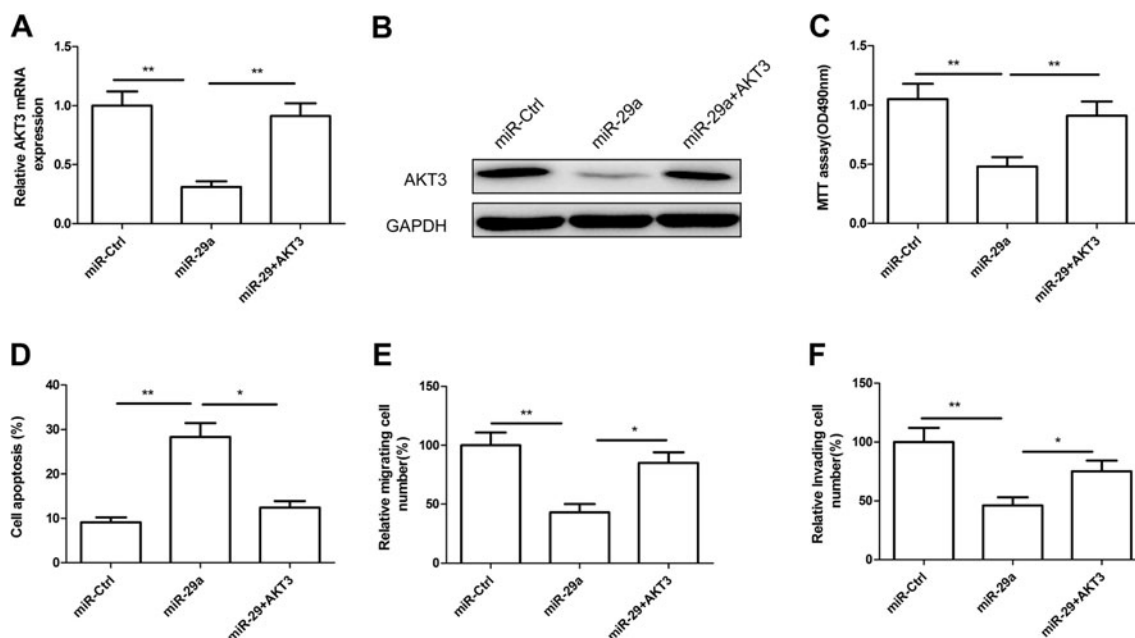 A
Relative AKT3 mRNA
expression
1.5
1.0
0.5
0.0
**
**
miR-Ctrl
miR-29a
miR-29+AKT3
B
miR-Ctrl
miR-29a
miR-29a+AKT3
AKT3
GAPDH
C
MTT assay(OD490nm)
1.5
1.0
0.5
0.0
**
**
miR-Ctrl
miR-29a
miR-29+AKT3
D
Cell apoptosis (%)
40
30
20
10
0
**
*
miR-Ctrl
miR-29a
miR-29+AKT3
E
Relative migrating cell
number(%)
150
100
50
0
**
*
miR-Ctrl
miR-29a
miR-29+AKT3
F
Relative Invading cell
number(%)
150
100
50
0
**
*
miR-Ctrl
miR-29a
miR-29+AKT3